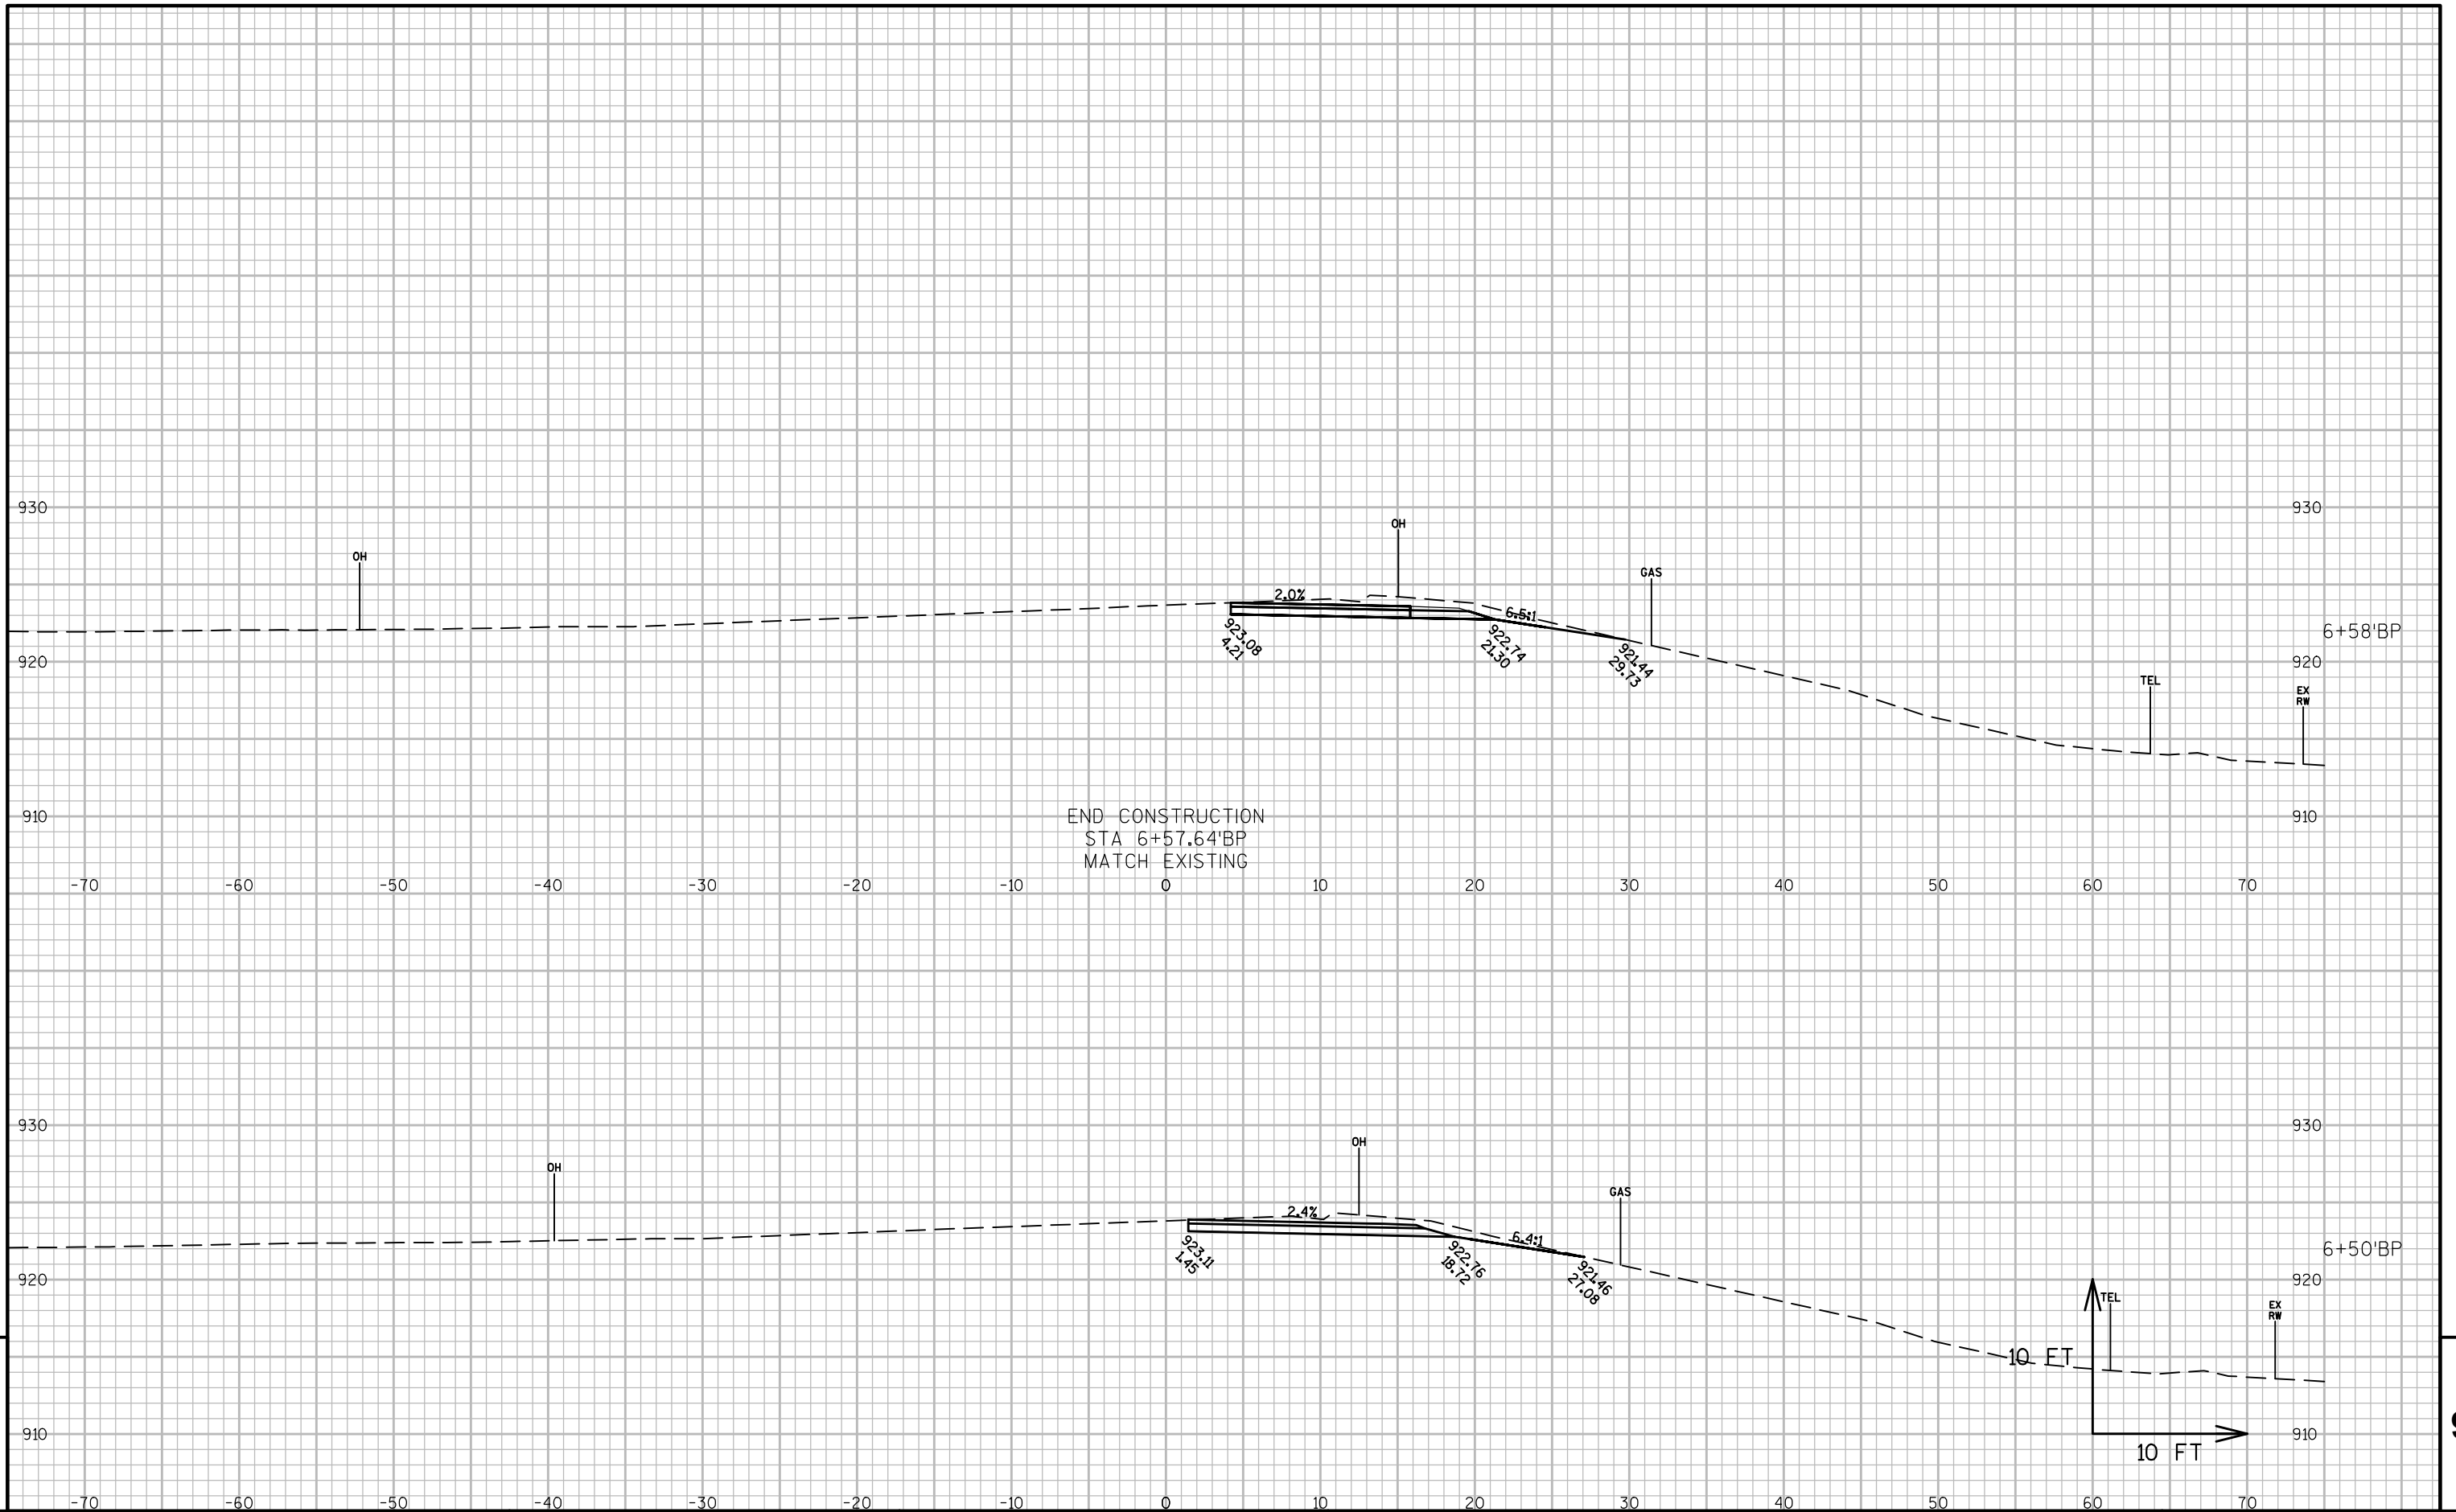 930 930
OH
OH
GAS
2.0%
6.5:1
923.08
4.21
922.74
21.30
921.44
29.73
6+58'BP
920 920
TEL
EX
RW
910 910
END CONSTRUCTION
STA 6+57.64'BP
MATCH EXISTING
-70 -60 -50 -40 -30 -20 -10 0 10 20 30 40 50 60 70
930 930
OH
OH
GAS
2.4%
6.4:1
923.11
1.45
922.76
18.72
921.46
27.08
6+50'BP
920 920
TEL
EX
RW
10 FT
910 910
10 FT
-70 -60 -50 -40 -30 -20 -10 0 10 20 30 40 50 60 70